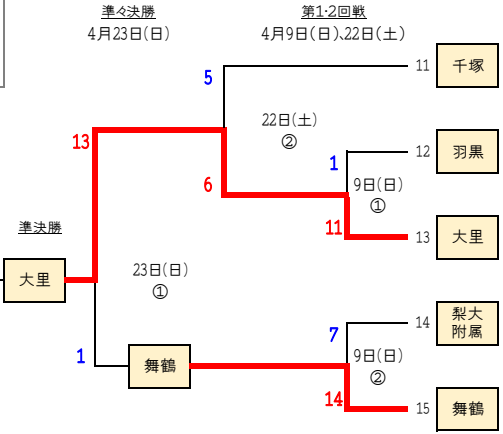 準々決勝
4月23日(日)
第1·2回戦
4月9日(日)、22日(土)
11
千塚
5
22日(土)
②
13
12
羽黒
1
6
9日(日)
①
11
13
大里
準決勝
23日(日)
①
大里
14
梨大
附属
7
9日(日)
②
1
舞鶴
14
15
舞鶴